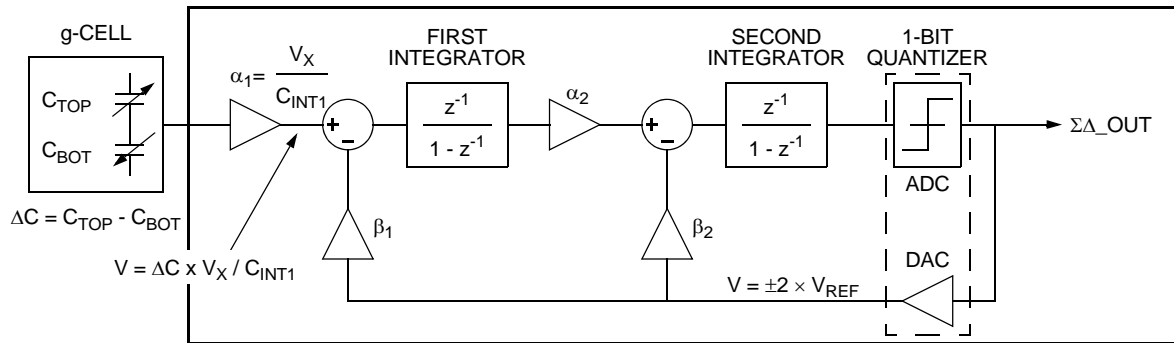 g-CELL
C_TOP
C_BOT
ΔC = C_TOP - C_BOT
α₁= V_X / C_INT1
V = ΔC x V_X / C_INT1
+
-
β₁
FIRST
INTEGRATOR
z⁻¹
1 - z⁻¹
α₂
+
-
β₂
SECOND
INTEGRATOR
z⁻¹
1 - z⁻¹
1-BIT
QUANTIZER
ADC
ΣΔ_OUT
DAC
V = ±2 × V_REF